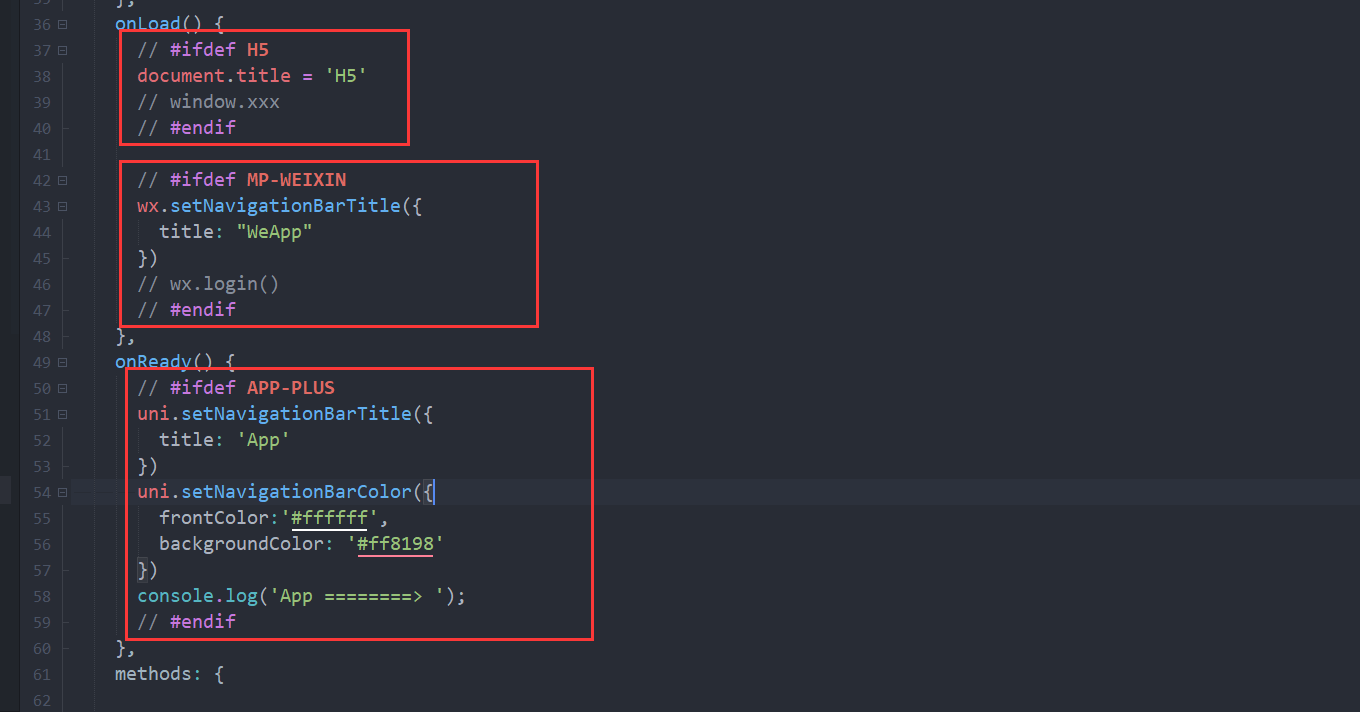 35 },
36 onLoad() {
37 // #ifdef H5
38 document.title = 'H5'
39 // window.xxx
40 // #endif
41
42 // #ifdef MP-WEIXIN
43 wx.setNavigationBarTitle({
44 title: "WeApp"
45 })
46 // wx.login()
47 // #endif
48 },
49 onReady() {
50 // #ifdef APP-PLUS
51 uni.setNavigationBarTitle({
52 title: 'App'
53 })
54 uni.setNavigationBarColor({
55 frontColor:'#ffffff',
56 backgroundColor: '#ff8198'
57 })
58 console.log('App ========> ');
59 // #endif
60 },
61 methods: {
62